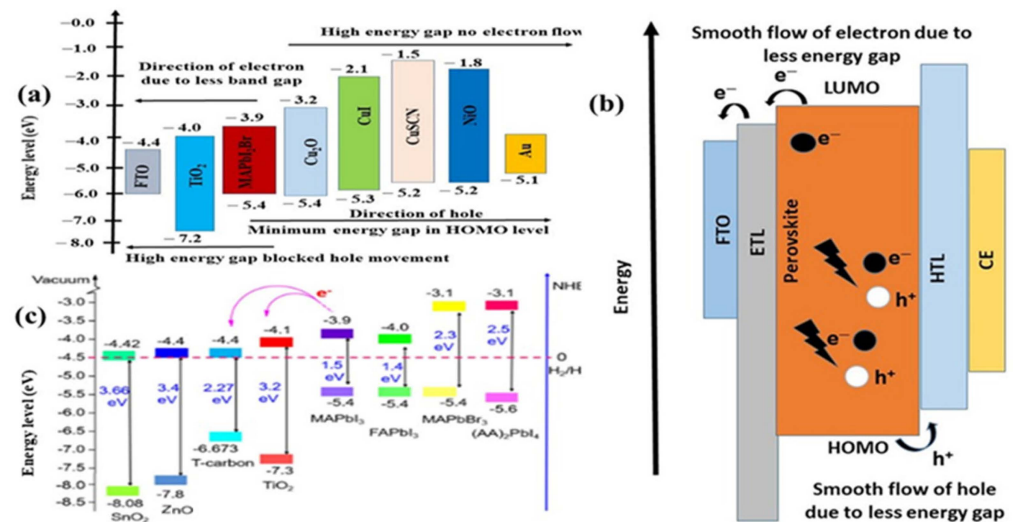 (a)
Energy level (eV)
−0.0
−1.0
−2.0
−3.0
−4.0
−5.0
−6.0
−7.0
−8.0
High energy gap no electron flow
Direction of electron
due to less band gap
−4.4
FTO
−4.0
TiO₂
−7.2
−3.9
MAPbI₂Br
−5.4
−3.2
Cu₂O
−5.4
−2.1
CuI
−5.3
−1.5
CuSCN
−5.2
−1.8
NiO
−5.2
Au
−5.1
Direction of hole
Minimum energy gap in HOMO level
High energy gap blocked hole movement
(b)
Energy
Smooth flow of electron due to
less energy gap
e⁻
e⁻
LUMO
e⁻
FTO
ETL
Perovskite
HTL
CE
e⁻
h⁺
e⁻
h⁺
HOMO
h⁺
Smooth flow of hole
due to less energy gap
(c)
Vacuum
Energy level (eV)
-3.0
-3.5
-4.0
-4.5
-5.0
-5.5
-6.0
-6.5
-7.0
-7.5
-8.0
-8.5
NHE
0
H₂/H
e⁻
-4.42
3.66
eV
-8.08
SnO₂
-4.4
3.4
eV
-7.8
ZnO
-4.4
2.27
eV
-6.673
T-carbon
-4.1
3.2
eV
-7.3
TiO₂
-3.9
1.5
eV
-5.4
MAPbI₃
-4.0
1.4
eV
-5.4
FAPbI₃
-3.1
2.3
eV
-5.4
MAPbBr₃
-3.1
2.5
eV
-5.6
(AA)₂PbI₄